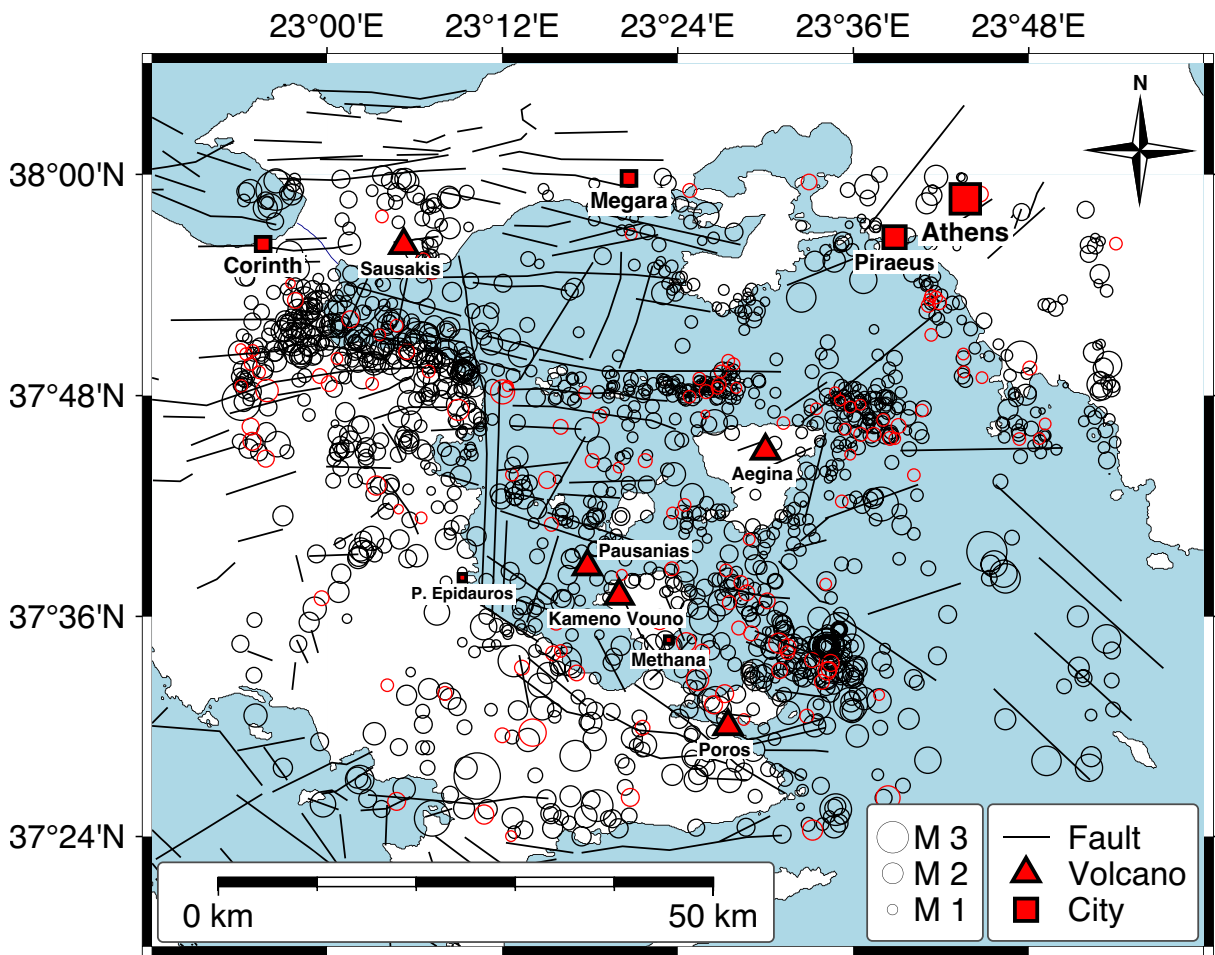 23°00'E 23°12'E 23°24'E 23°36'E 23°48'E
N
38°00'N
Megara
Athens
Corinth
Piraeus
Sausakis
37°48'N
Aegina
Pausanias
P. Epidauros
37°36'N
Kameno Vouno
Methana
Poros
37°24'N
M 3
M 2
M 1
Fault
Volcano
City
0 km
50 km